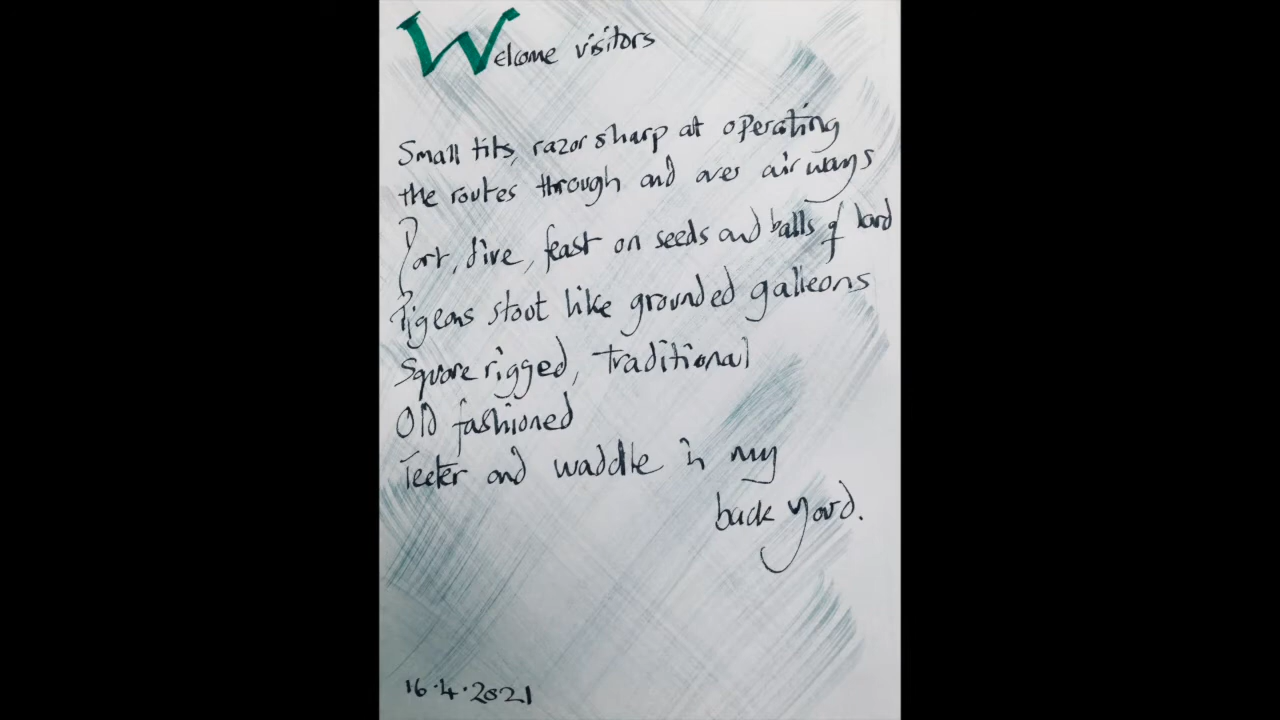 Welcome visitors
Small tits, razor sharp at operating
the routes through and over air ways
Dart, dive, feast on seeds and balls of lard
Pigeons stout like grounded galleons
Square rigged, traditional
Old fashioned
Teeter and waddle in my
back yard.
16.4.2021